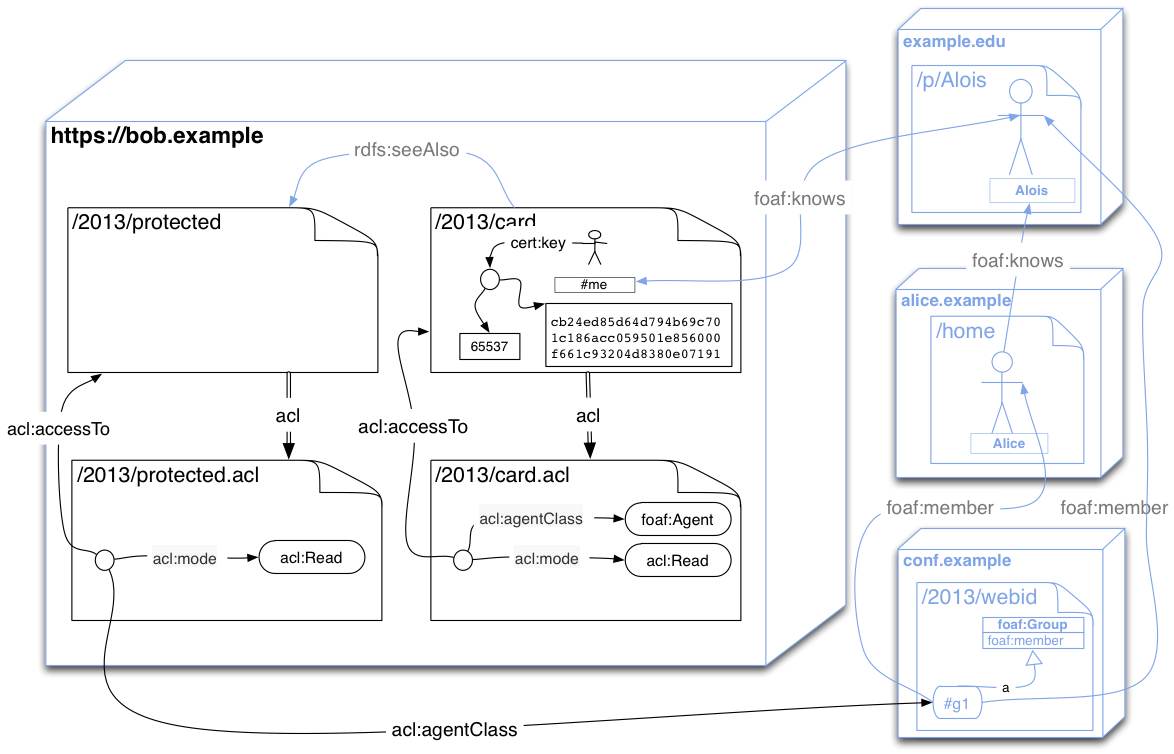 https://bob.example
rdfs:seeAlso
/2013/protected
/2013/card
cert:key
#me
65537
cb24ed85d64d794b69c70
1c186acc059501e856000
f661c93204d8380e07191
acl:accessTo
acl
acl:accessTo
acl
/2013/protected.acl
acl:mode
acl:Read
/2013/card.acl
acl:agentClass
foaf:Agent
acl:mode
acl:Read
acl:agentClass
foaf:knows
example.edu
/p/Alois
Alois
foaf:knows
alice.example
/home
Alice
foaf:member
foaf:member
conf.example
/2013/webid
foaf:Group
foaf:member
a
#g1